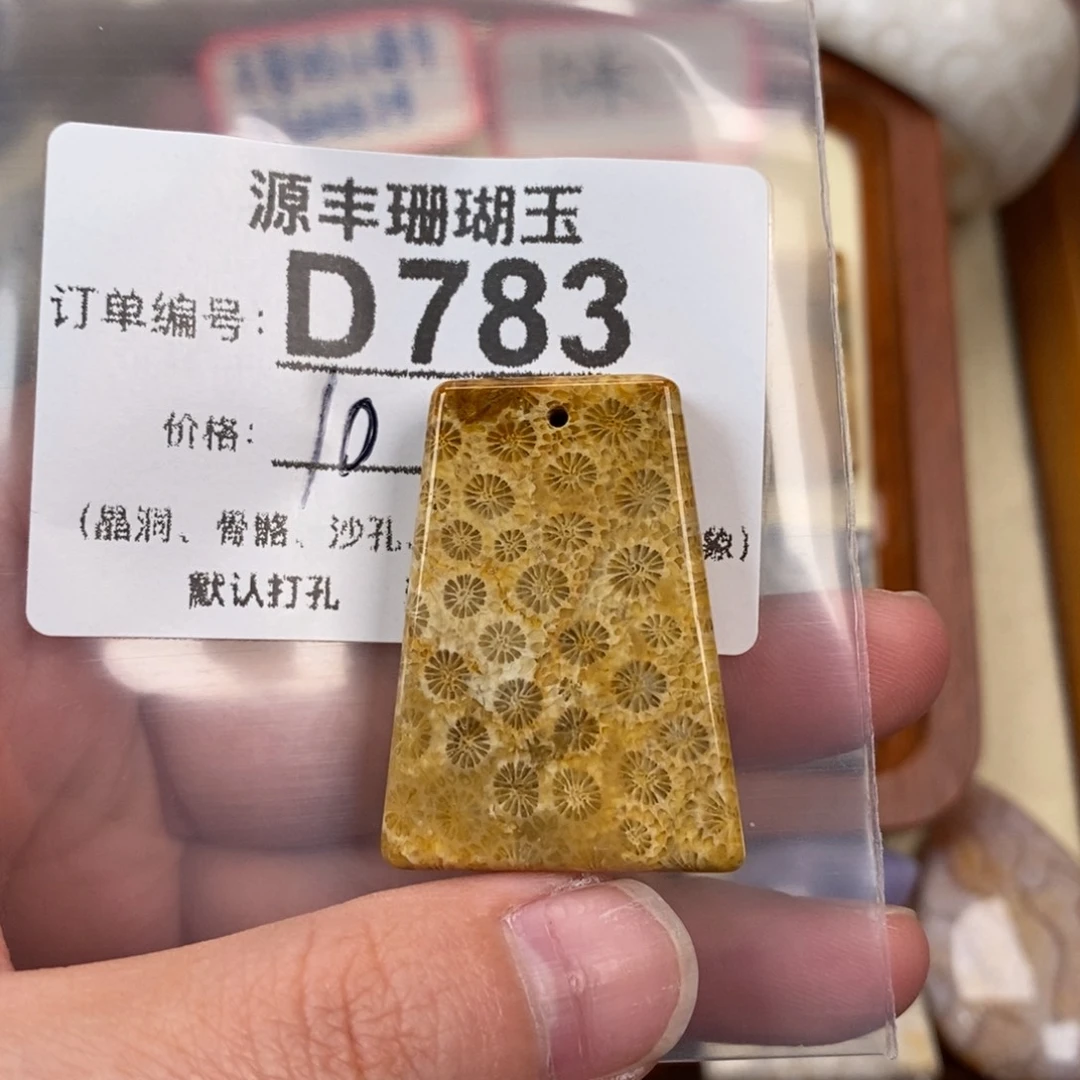 源丰珊瑚玉
订单编号: D783
价格: 10
(晶洞、骨骼、沙孔、 象)
默认打孔